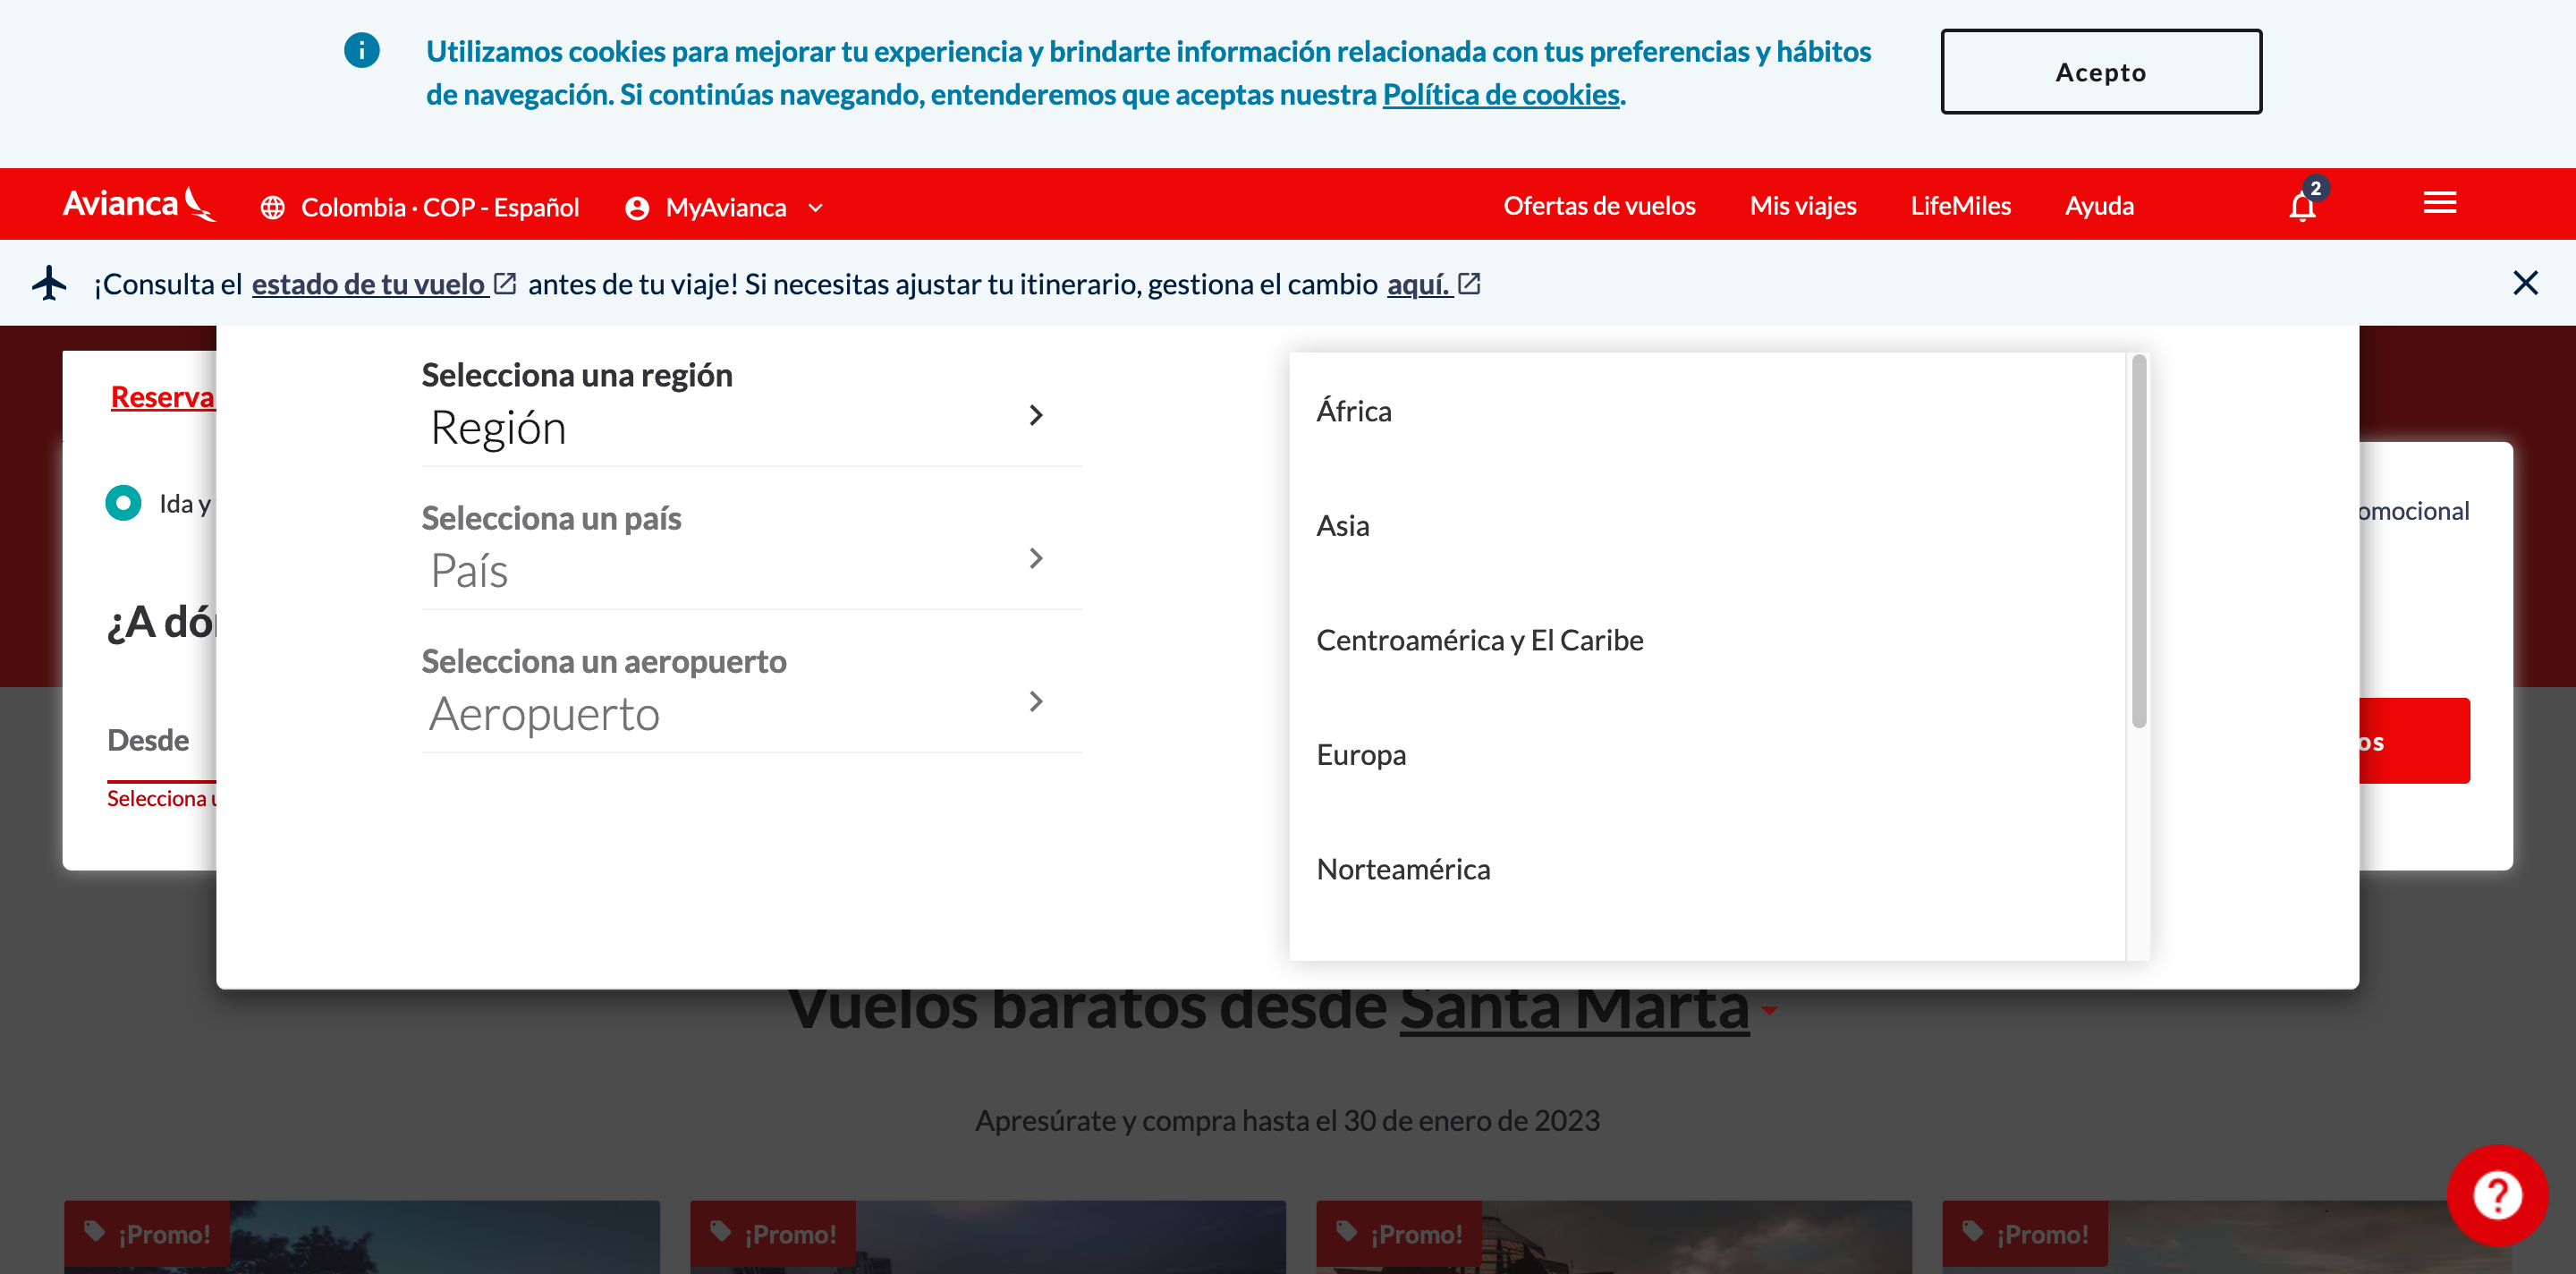 Utilizamos cookies para mejorar tu experiencia y brindarte información relacionada con tus preferencias y hábitos
de navegación. Si continúas navegando, entenderemos que aceptas nuestra Política de cookies.
Acepto
Avianca
Colombia · COP - Español
MyAvianca
Ofertas de vuelos
Mis viajes
LifeMiles
Ayuda
2
¡Consulta el estado de tu vuelo antes de tu viaje! Si necesitas ajustar tu itinerario, gestiona el cambio aquí.
Reserva
Selecciona una región
Región
África
Ida y
Selecciona un país
País
Asia
omocional
¿A dó
Selecciona un aeropuerto
Aeropuerto
Centroamérica y El Caribe
Desde
Europa
os
Selecciona
Norteamérica
Vuelos baratos desde Santa Marta
Apresúrate y compra hasta el 30 de enero de 2023
¡Promo!
¡Promo!
¡Promo!
¡Promo!
?